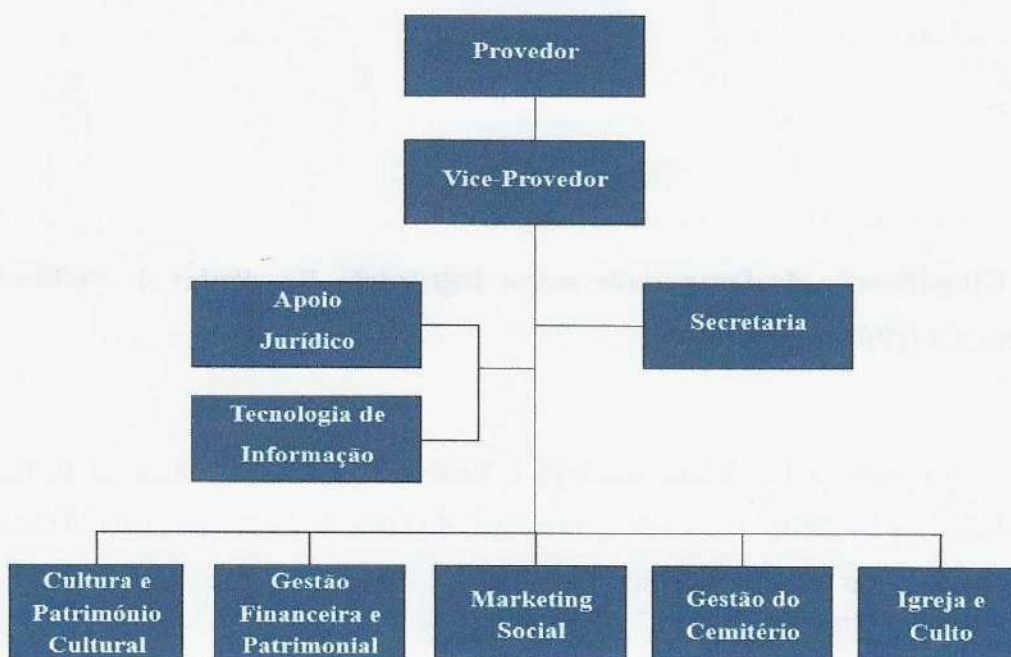 Provedor
Vice-Provedor
Apoio
Jurídico
Secretaria
Tecnologia de
Informação
Cultura e
Património
Cultural
Gestão
Financeira e
Patrimonial
Marketing
Social
Gestão do
Cemitério
Igreja e
Culto